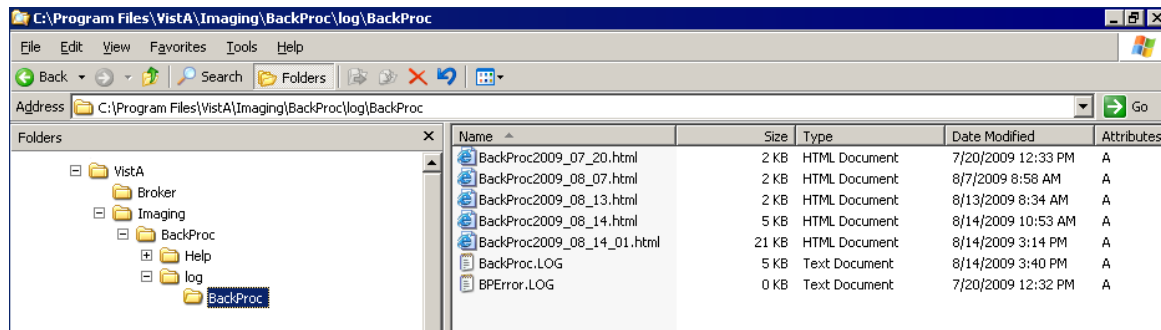 C:\Program Files\VistA\Imaging\BackProc\log\BackProc
File Edit View Favorites Tools Help
Back Search Folders
Address C:\Program Files\VistA\Imaging\BackProc\log\BackProc Go
Folders x Name Size Type Date Modified Attributes
BackProc2009_07_20.html 2 KB HTML Document 7/20/2009 12:33 PM A
VistA BackProc2009_08_07.html 2 KB HTML Document 8/7/2009 8:58 AM A
Broker BackProc2009_08_13.html 2 KB HTML Document 8/13/2009 8:34 AM A
Imaging BackProc2009_08_14.html 5 KB HTML Document 8/14/2009 10:53 AM A
BackProc BackProc2009_08_14_01.html 21 KB HTML Document 8/14/2009 3:14 PM A
Help BackProc.LOG 5 KB Text Document 8/14/2009 3:40 PM A
log BPError.LOG 0 KB Text Document 7/20/2009 12:32 PM A
BackProc